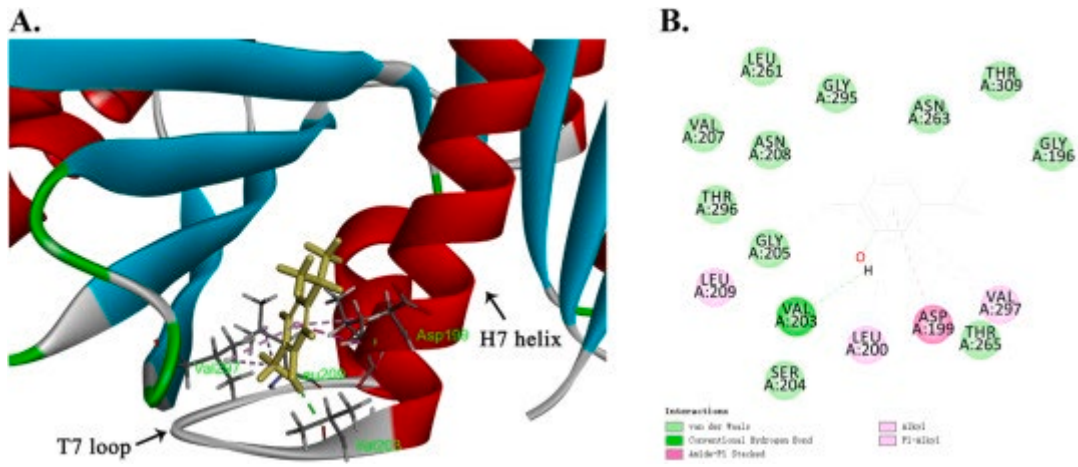 A.
Asp199
H7 helix
Val297
Val203
T7 loop
B.
LEU
A:261
GLY
A:295
THR
A:309
ASN
A:263
VAL
A:207
ASN
A:208
GLY
A:196
THR
A:296
GLY
A:205
O
H
LEU
A:209
VAL
A:203
LEU
A:200
ASP
A:199
VAL
A:297
THR
A:265
SER
A:204
Interactions
van der Waals
Conventional Hydrogen Bond
Amide-Pi Stacked
Alkyl
Pi-Alkyl